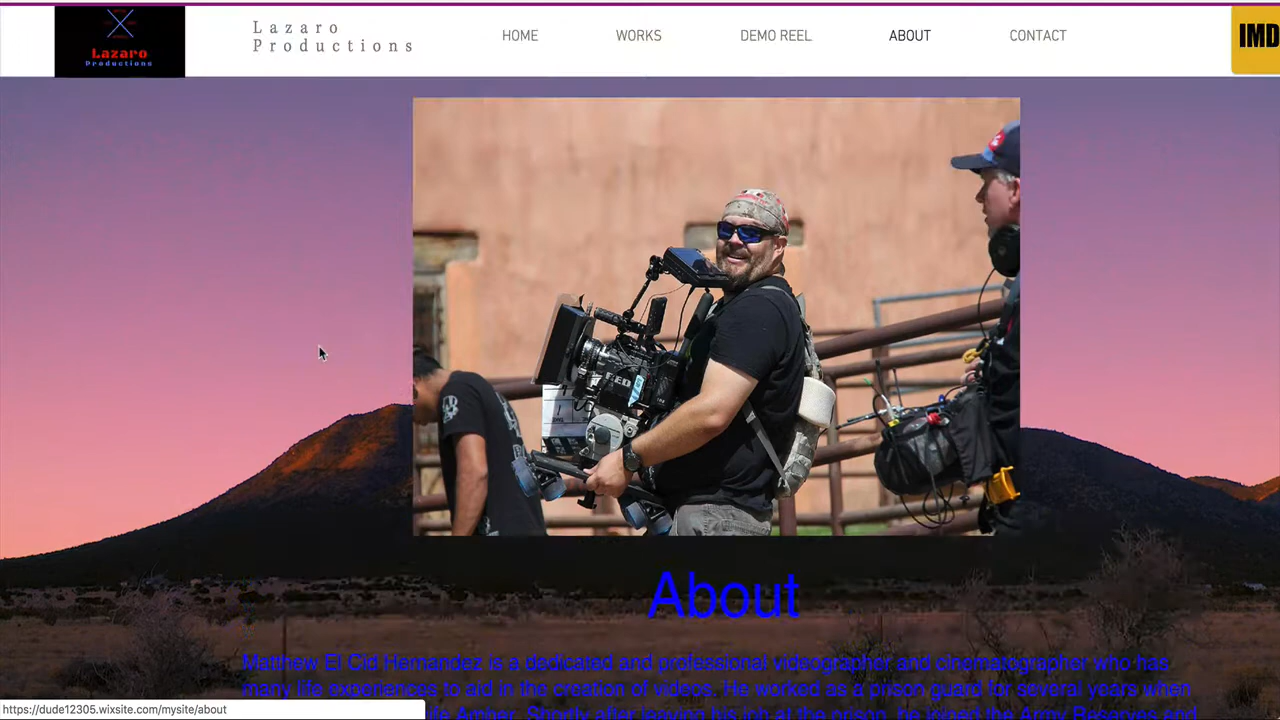 Lazaro
Productions
Lazaro
Productions
HOME
WORKS
DEMO REEL
ABOUT
CONTACT
IMD
RED
About
Matthew El Cid Hernandez is a dedicated and professional videographer and cinematographer who has
many life experiences to aid in the creation of videos. He worked as a prison guard for several years when
wife Amber. Shortly after leaving his job at the prison, he joined the Army Reserves and
https://dude12305.wixsite.com/mysite/about